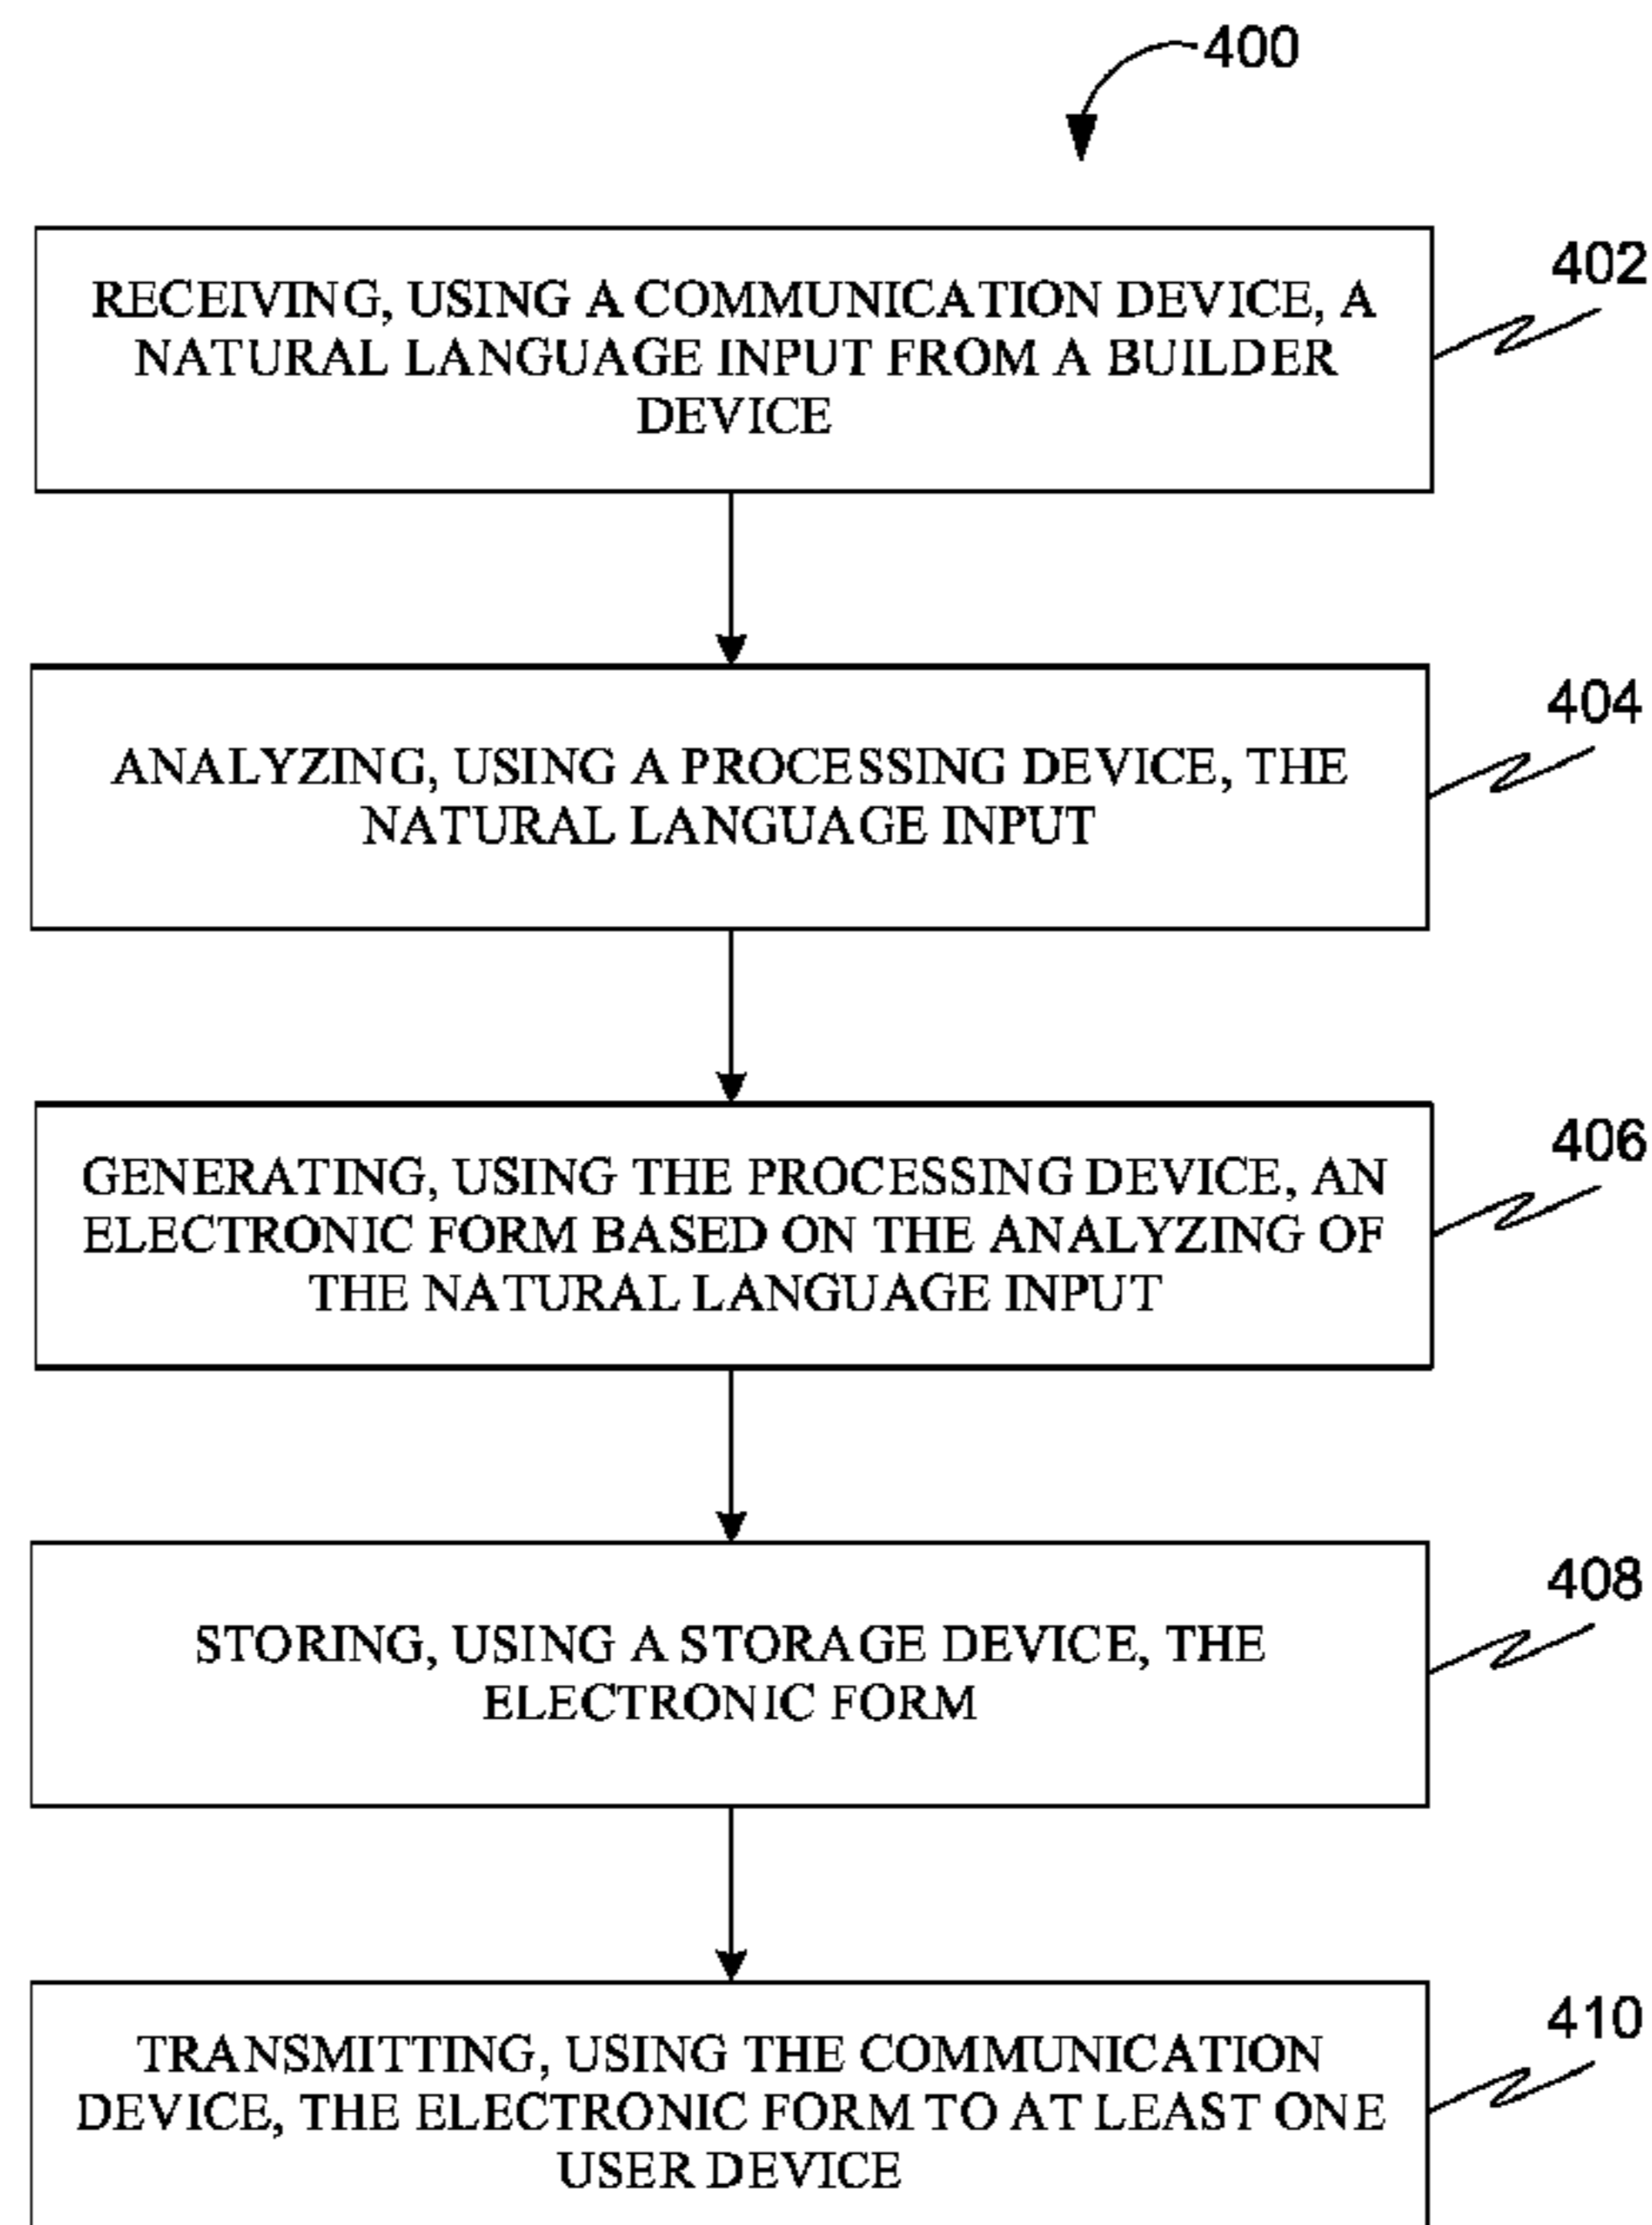 400
402
RECEIVING, USING A COMMUNICATION DEVICE, A
NATURAL LANGUAGE INPUT FROM A BUILDER
DEVICE
404
ANALYZING, USING A PROCESSING DEVICE, THE
NATURAL LANGUAGE INPUT
406
GENERATING, USING THE PROCESSING DEVICE, AN
ELECTRONIC FORM BASED ON THE ANALYZING OF
THE NATURAL LANGUAGE INPUT
408
STORING, USING A STORAGE DEVICE, THE
ELECTRONIC FORM
410
TRANSMITTING, USING THE COMMUNICATION
DEVICE, THE ELECTRONIC FORM TO AT LEAST ONE
USER DEVICE